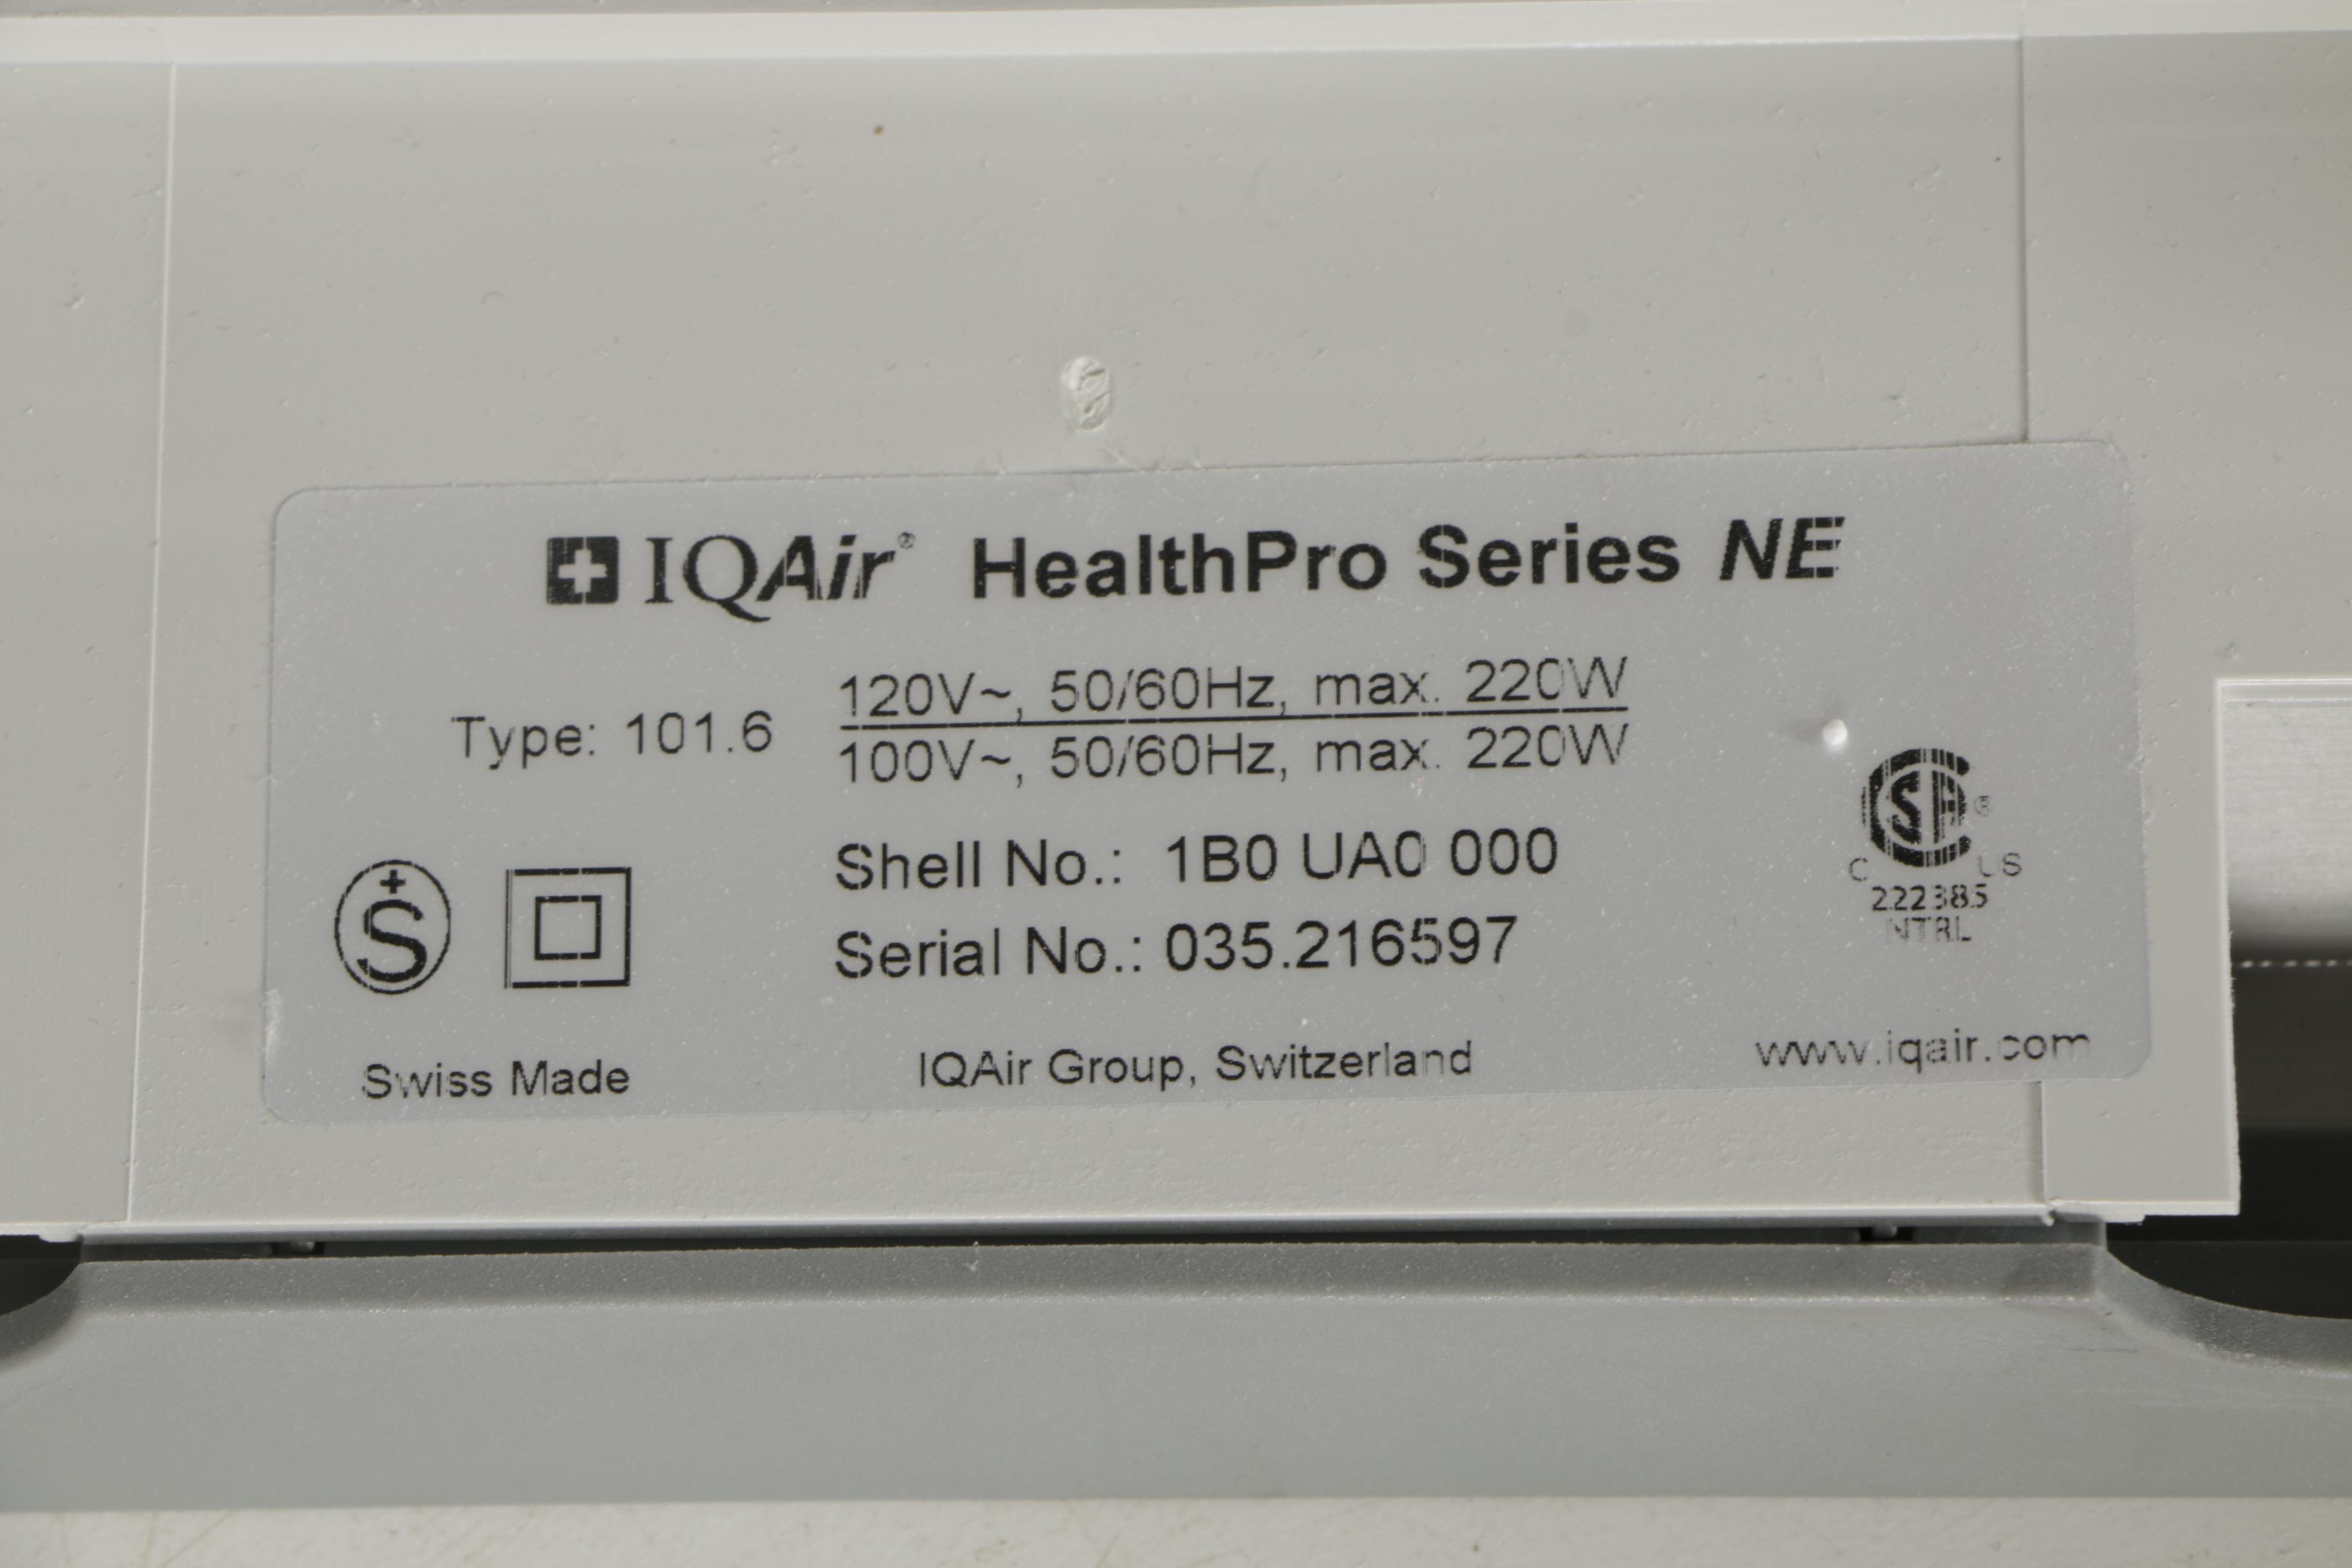 IQAir® HealthPro Series NE
Type: 101.6
120V~, 50/60Hz, max. 220W
100V~, 50/60Hz, max. 220W
Shell No.: 1B0 UA0 000
Serial No.: 035.216597
+S
CSA®
C US
222385
NTRL
Swiss Made
IQAir Group, Switzerland
www.iqair.com